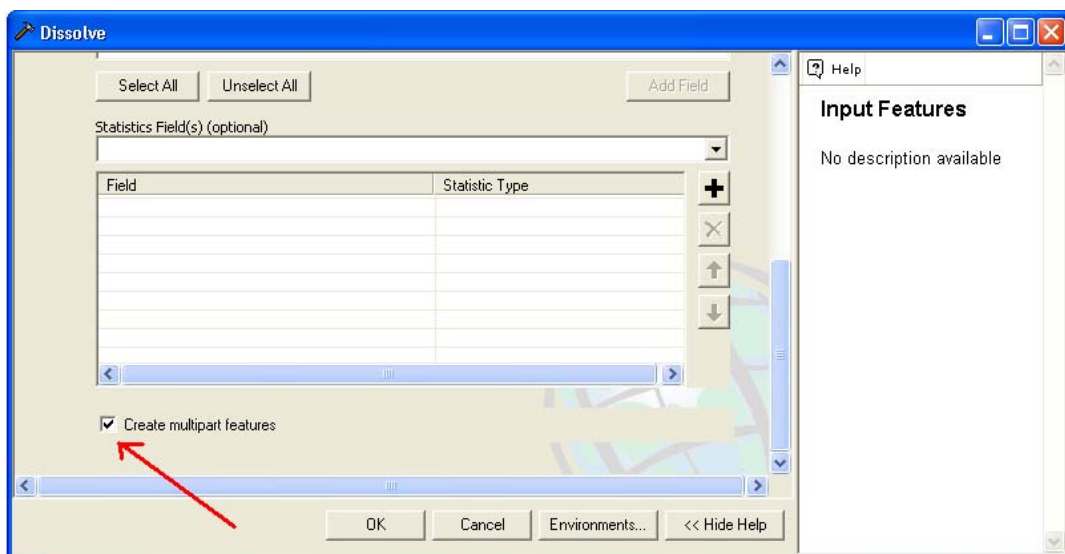 Dissolve
Select All Unselect All Add Field
Statistics Field(s) (optional)
Field Statistic Type
Create multipart features
OK Cancel Environments... << Hide Help
Help
Input Features
No description available